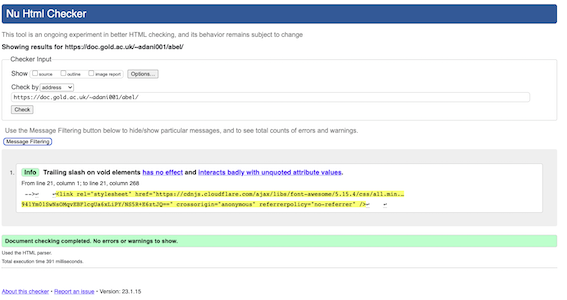 Nu Html Checker
This tool is an ongoing experiment in better HTML checking, and its behavior remains subject to change
Showing results for https://doc.gold.ac.uk/~adani001/abel/
Checker Input
Show source outline image report Options...
Check by address
https://doc.gold.ac.uk/~adani001/abel/
Check
Use the Message Filtering button below to hide/show particular messages, and to see total counts of errors and warnings.
Message Filtering
1. Info Trailing slash on void elements has no effect and interacts badly with unquoted attribute values.
From line 21, column 1; to line 21, column 268
-->↩ ↩<link rel="stylesheet" href="https://cdnjs.cloudflare.com/ajax/libs/font-awesome/5.15.4/css/all.min...
crossorigin="anonymous" referrerpolicy="no-referrer" />↩ ↩
Document checking completed. No errors or warnings to show.
Used the HTML parser.
Total execution time 381 milliseconds.
About this checker • Report an issue • Version: 23.1.15